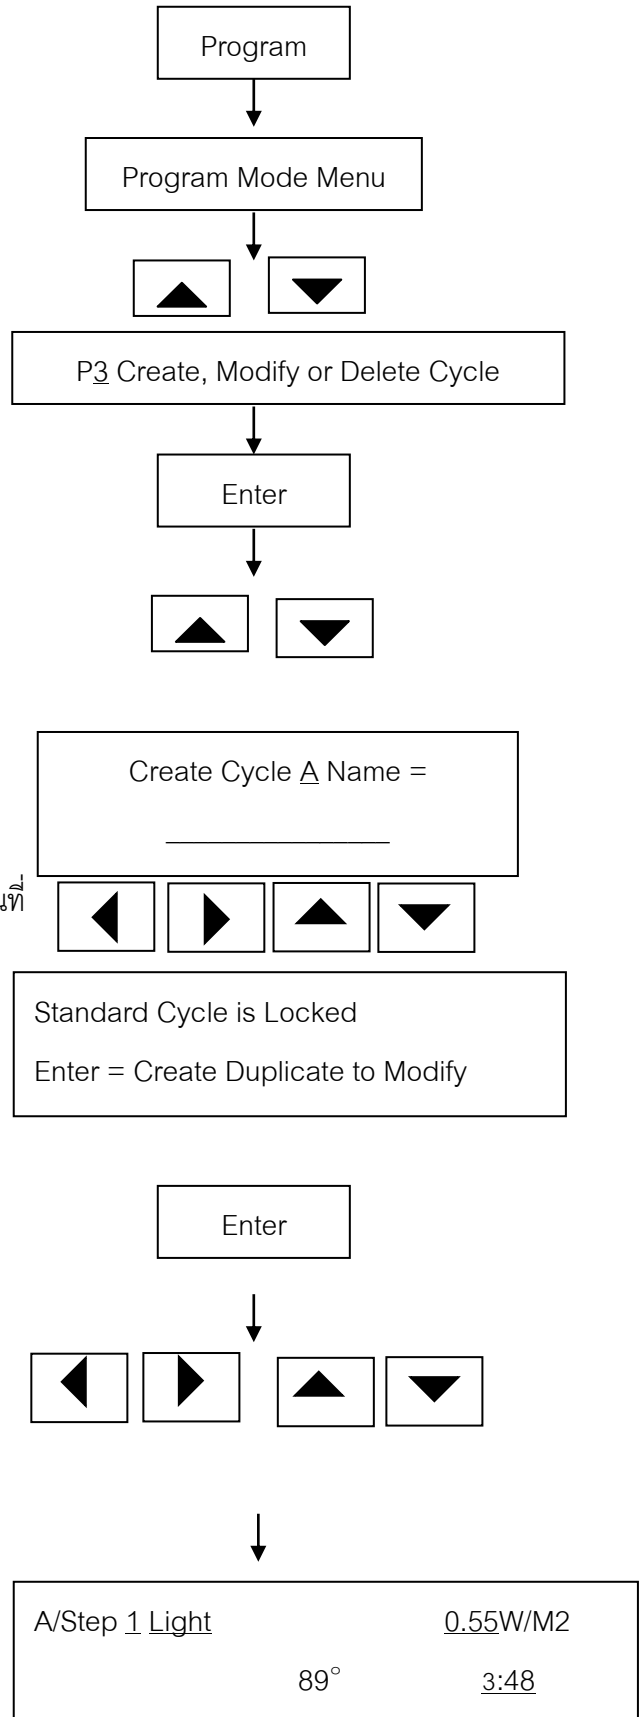 Program
Program Mode Menu
P3 Create, Modify or Delete Cycle
Enter
Create Cycle A Name =
_______________
Standard Cycle is Locked
Enter = Create Duplicate to Modify
Enter
A/Step 1 Light 0.55W/M2
89° 3:48